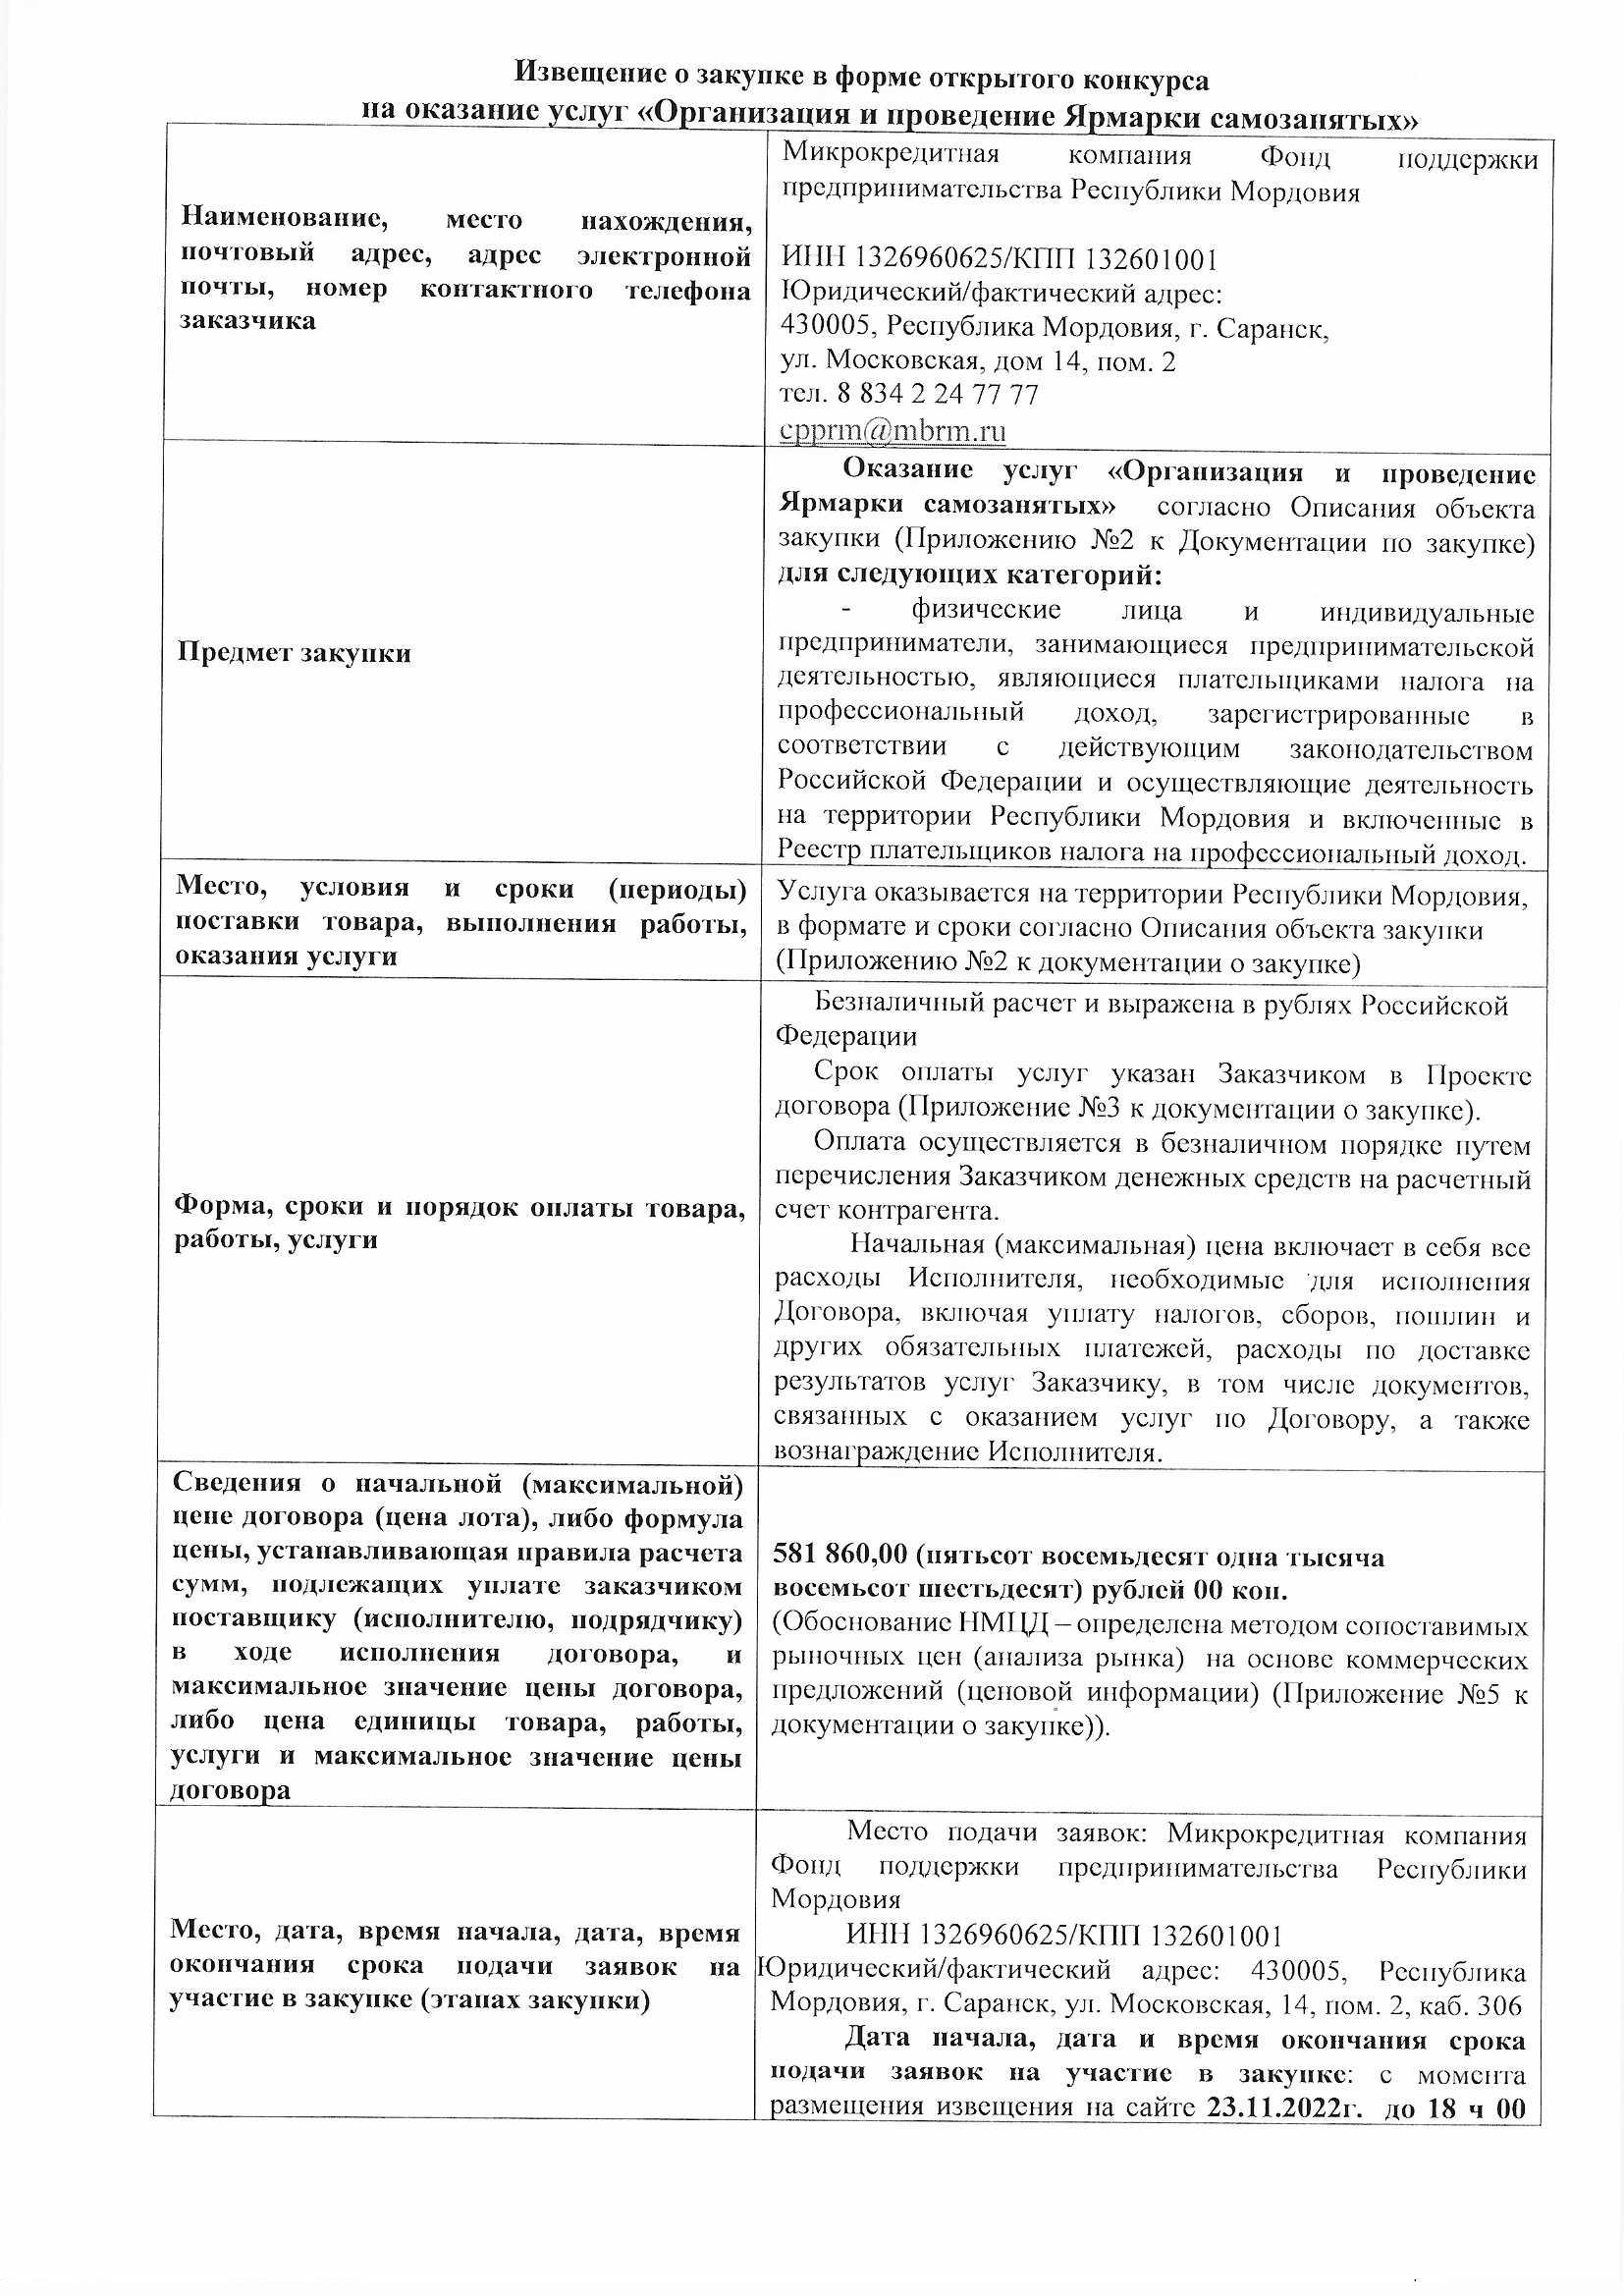 Извещение о закупке в форме открытого конкурса
на оказание услуг «Организация и проведение Ярмарки самозанятых»
Наименование, место нахождения,
почтовый адрес, адрес электронной
почты, номер контактного телефона
заказчика
Микрокредитная компания Фонд поддержки
предпринимательства Республики Мордовия
ИНН 1326960625/КПП 132601001
Юридический/фактический адрес:
430005, Республика Мордовия, г. Саранск,
ул. Московская, дом 14, пом. 2
тел. 8 834 2 24 77 77
cpprm@mbrm.ru
Предмет закупки
Оказание услуг «Организация и проведение
Ярмарки самозанятых» согласно Описания объекта
закупки (Приложению №2 к Документации по закупке)
для следующих категорий:
- физические лица и индивидуальные
предприниматели, занимающиеся предпринимательской
деятельностью, являющиеся плательщиками налога на
профессиональный доход, зарегистрированные в
соответствии с действующим законодательством
Российской Федерации и осуществляющие деятельность
на территории Республики Мордовия и включенные в
Реестр плательщиков налога на профессиональный доход.
Место, условия и сроки (периоды)
поставки товара, выполнения работы,
оказания услуги
Услуга оказывается на территории Республики Мордовия,
в формате и сроки согласно Описания объекта закупки
(Приложению №2 к документации о закупке)
Форма, сроки и порядок оплаты товара,
работы, услуги
Безналичный расчет и выражена в рублях Российской
Федерации
Срок оплаты услуг указан Заказчиком в Проекте
договора (Приложение №3 к документации о закупке).
Оплата осуществляется в безналичном порядке путем
перечисления Заказчиком денежных средств на расчетный
счет контрагента.
Начальная (максимальная) цена включает в себя все
расходы Исполнителя, необходимые для исполнения
Договора, включая уплату налогов, сборов, пошлин и
других обязательных платежей, расходы по доставке
результатов услуг Заказчику, в том числе документов,
связанных с оказанием услуг по Договору, а также
вознаграждение Исполнителя.
Сведения о начальной (максимальной)
цене договора (цена лота), либо формула
цены, устанавливающая правила расчета
сумм, подлежащих уплате заказчиком
поставщику (исполнителю, подрядчику)
в ходе исполнения договора, и
максимальное значение цены договора,
либо цена единицы товара, работы,
услуги и максимальное значение цены
договора
581 860,00 (пятьсот восемьдесят одна тысяча
восемьсот шестьдесят) рублей 00 коп.
(Обоснование НМЦД – определена методом сопоставимых
рыночных цен (анализа рынка) на основе коммерческих
предложений (ценовой информации) (Приложение №5 к
документации о закупке)).
Место, дата, время начала, дата, время
окончания срока подачи заявок на
участие в закупке (этапах закупки)
Место подачи заявок: Микрокредитная компания
Фонд поддержки предпринимательства Республики
Мордовия
ИНН 1326960625/КПП 132601001
Юридический/фактический адрес: 430005, Республика
Мордовия, г. Саранск, ул. Московская, 14, пом. 2, каб. 306
Дата начала, дата и время окончания срока
подачи заявок на участие в закупке: с момента
размещения извещения на сайте 23.11.2022г. до 18 ч 00